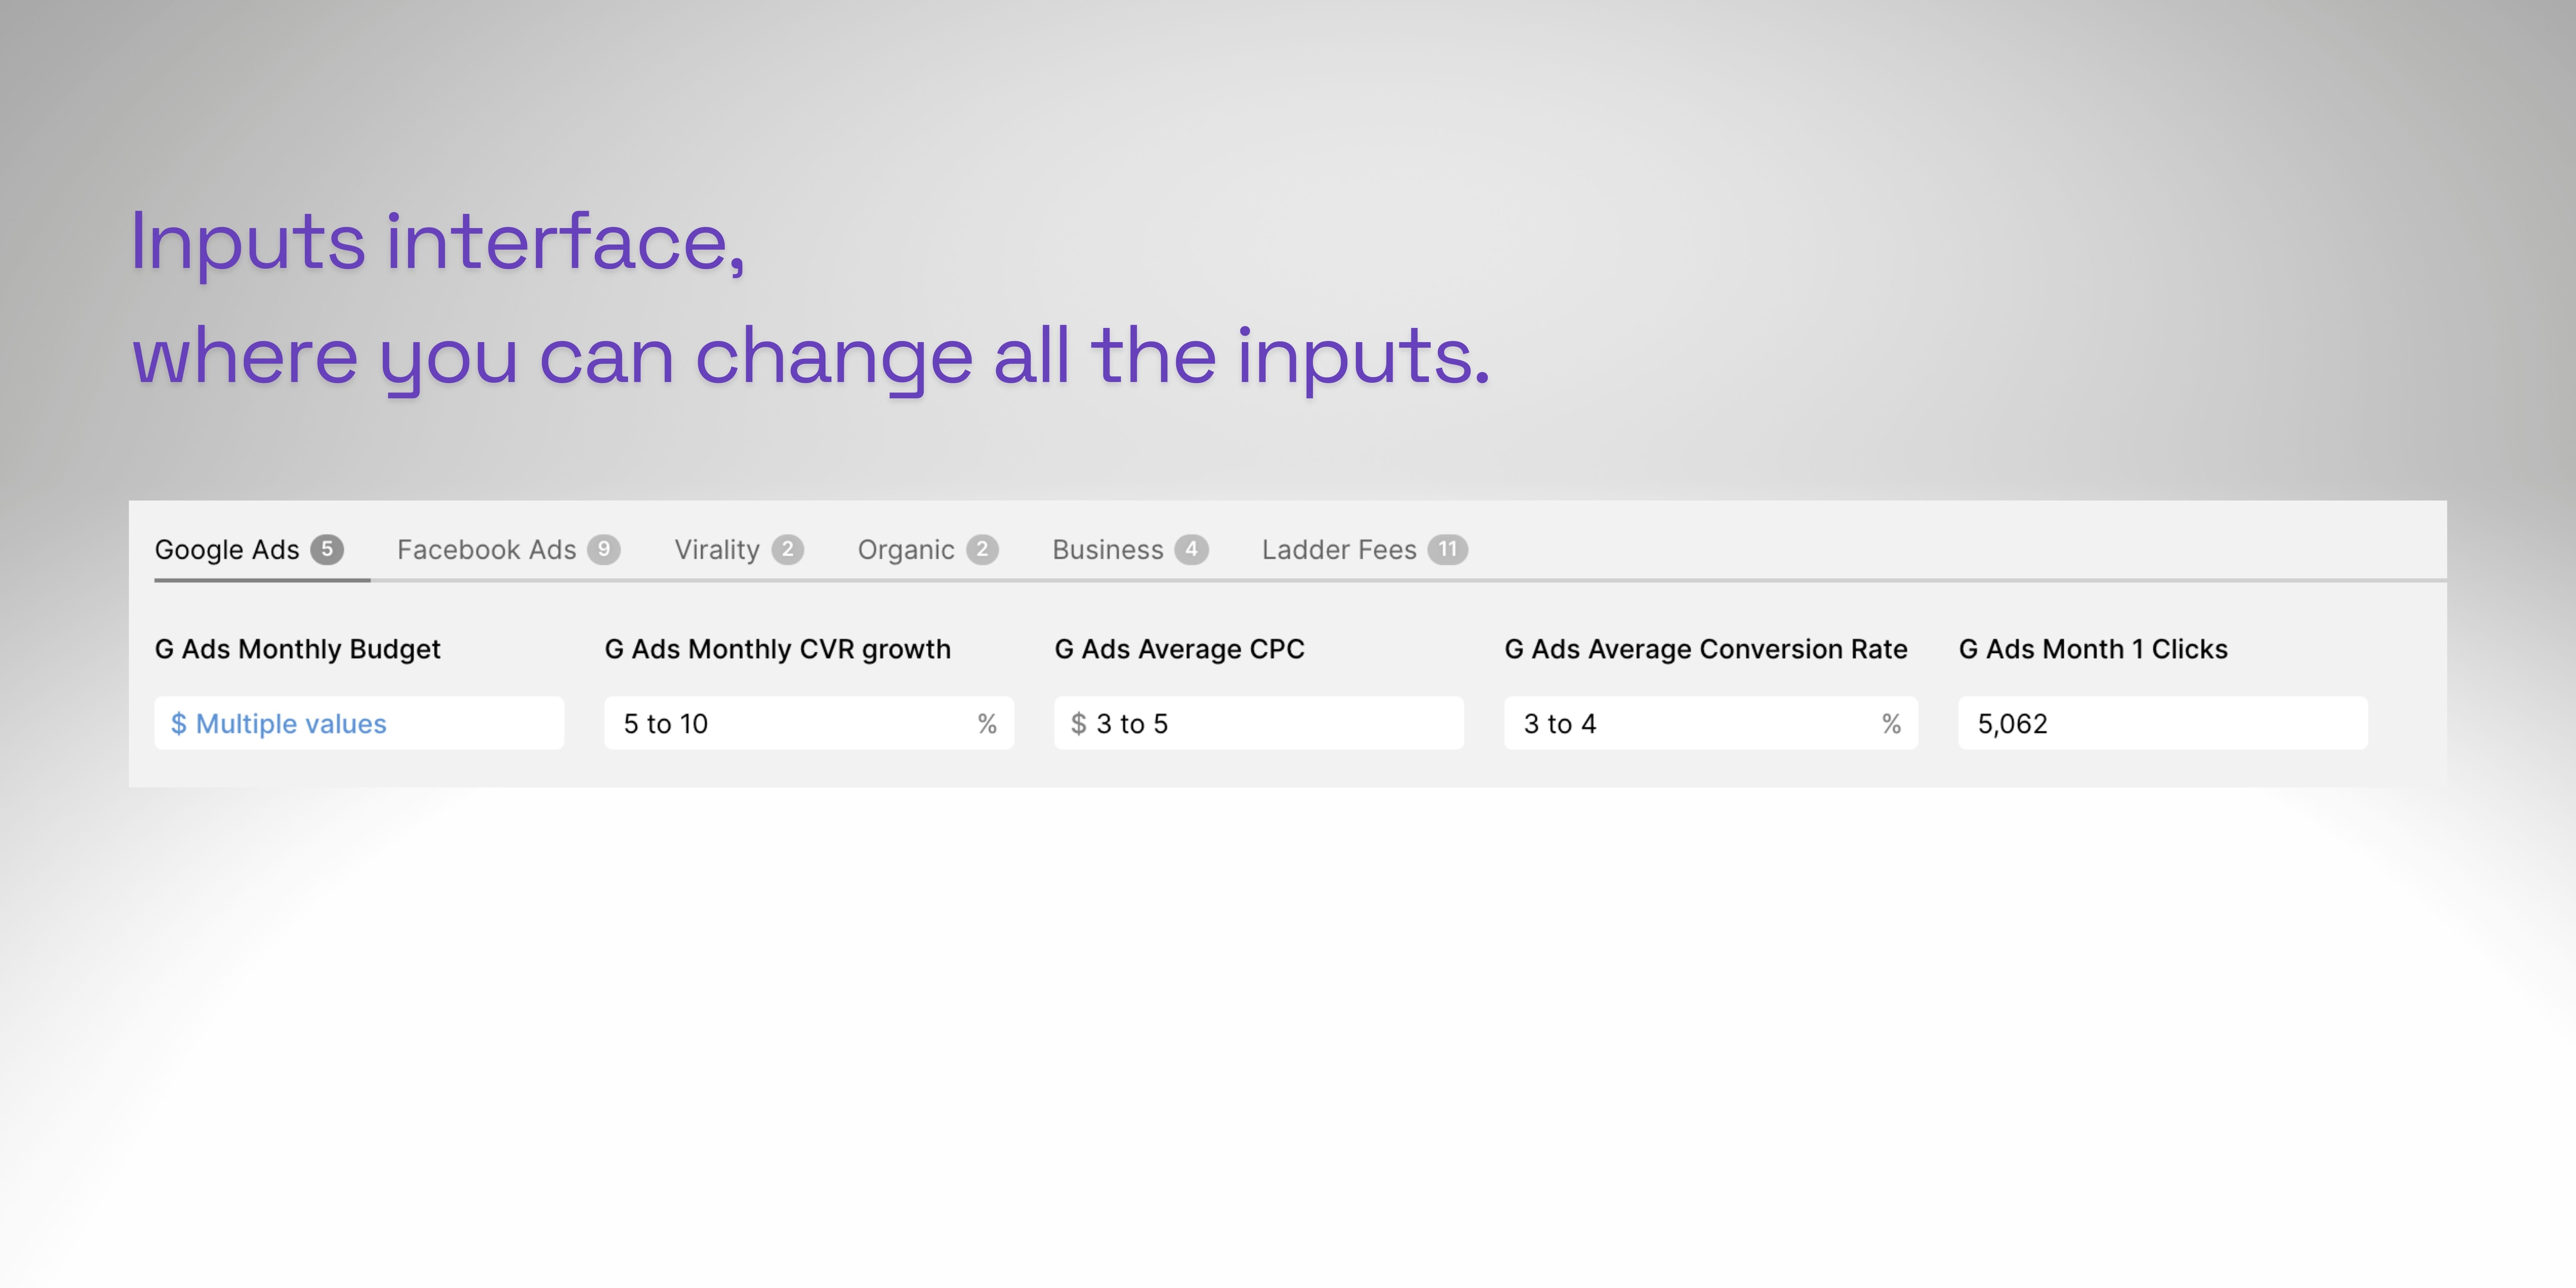 Inputs interface,
where you can change all the inputs.
Google Ads 5 Facebook Ads 9 Virality 2 Organic 2 Business 4 Ladder Fees 11
G Ads Monthly Budget G Ads Monthly CVR growth G Ads Average CPC G Ads Average Conversion Rate G Ads Month 1 Clicks
$ Multiple values 5 to 10 % $ 3 to 5 3 to 4 % 5,062